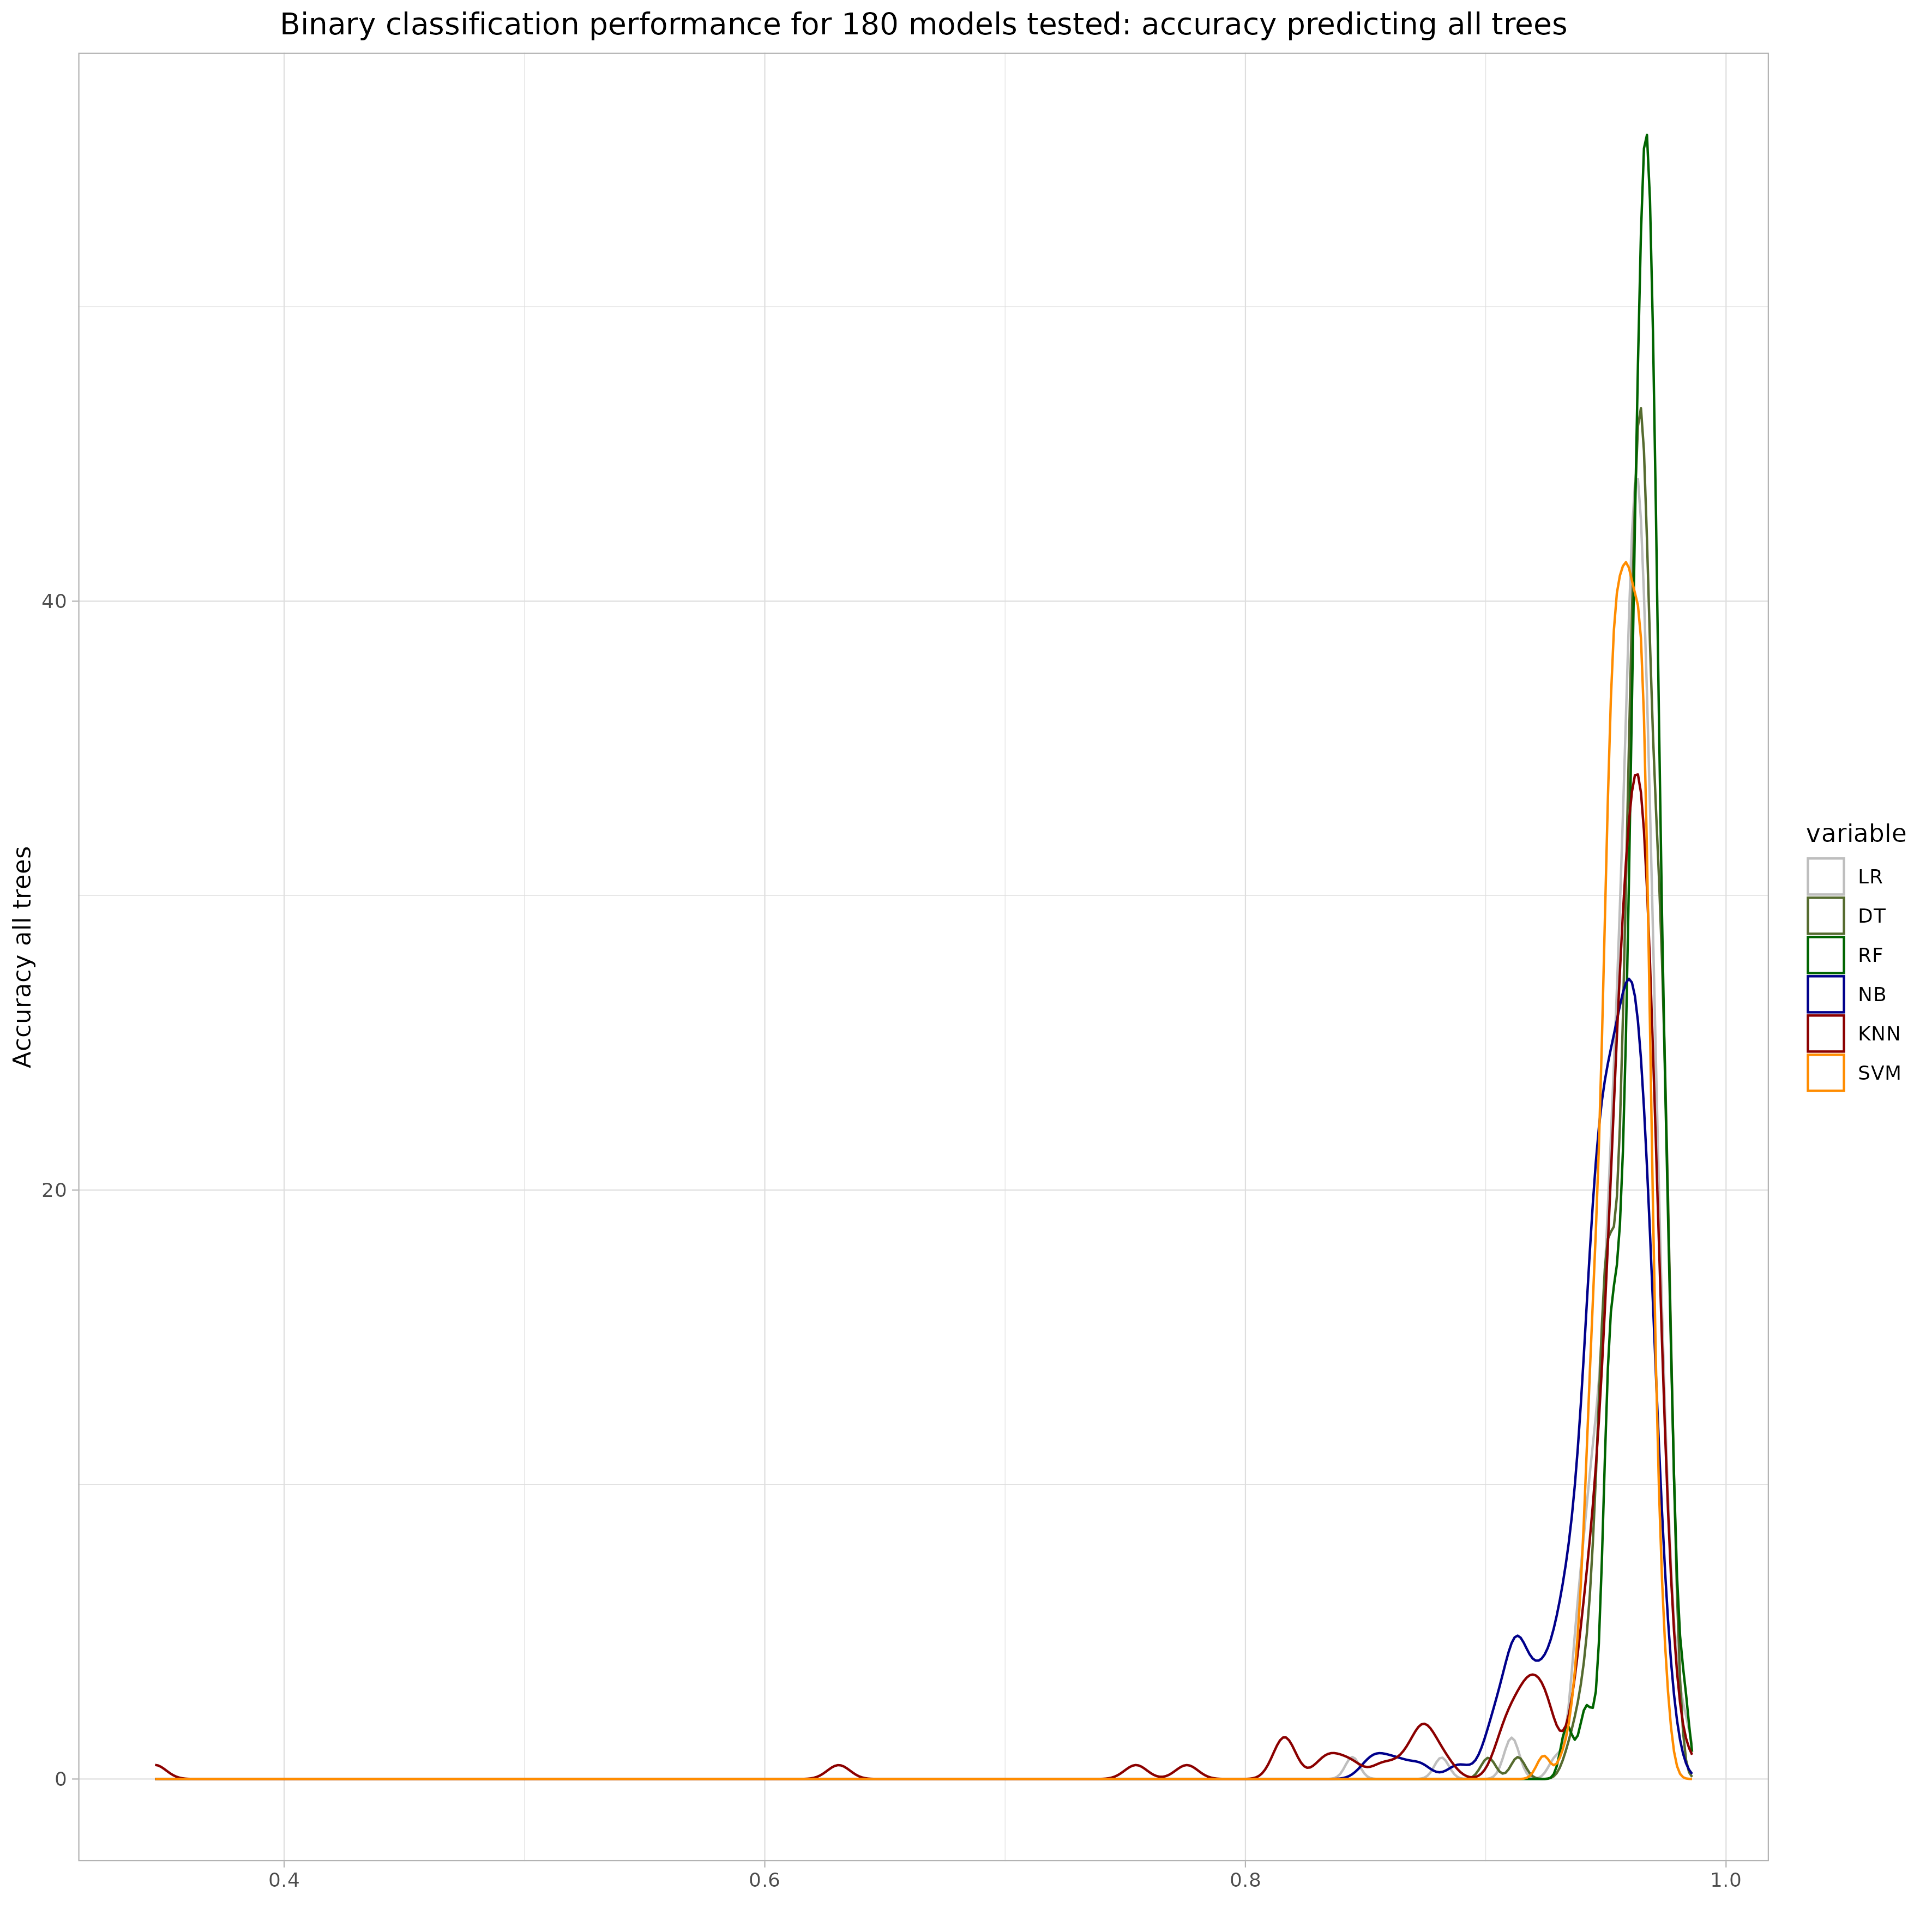 Binary classification performance for 180 models tested: accuracy predicting all trees
Accuracy all trees
40
20
0
0.4
0.6
0.8
1.0
variable
LR
DT
RF
NB
KNN
SVM